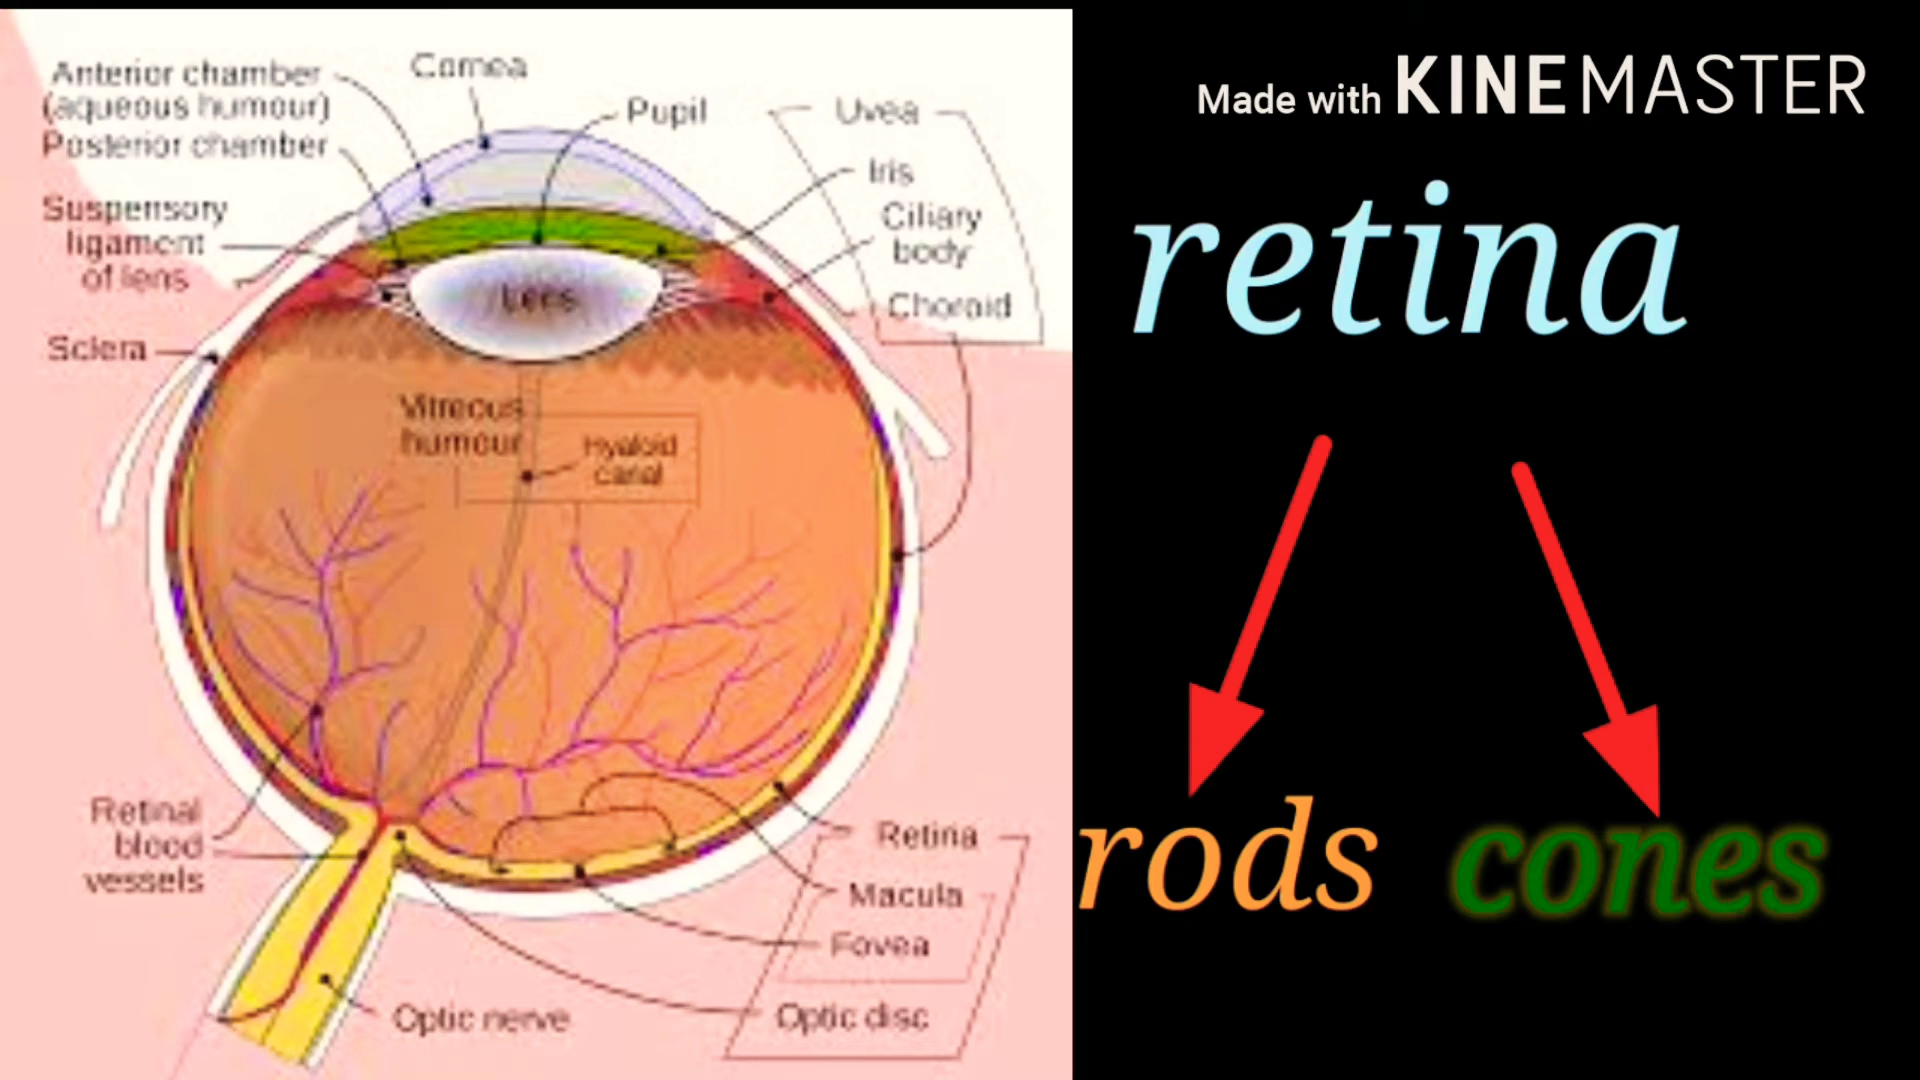 Anterior chamber
(aqueous humour)
Posterior chamber
Suspensory
ligament
of lens
Sclera
Cornea
Pupil
Uvea
Iris
Ciliary
body
Choroid
Lens
Vitreous
humour
Hyaloid
canal
Retinal
blood
vessels
Optic nerve
Retina
Macula
Fovea
Optic disc
Made with KINEMASTER
retina
rods cones